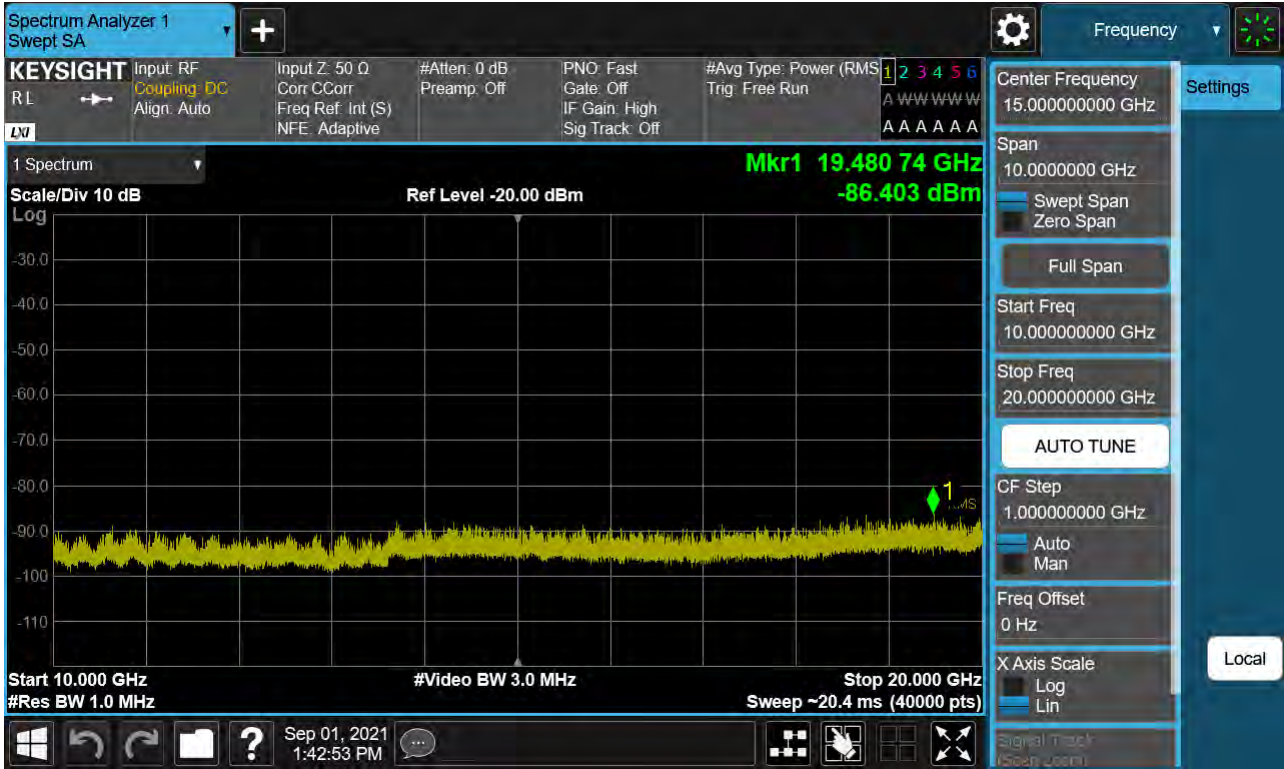 Spectrum Analyzer 1
Swept SA
Frequency
KEYSIGHT
R L
LXI
Input: RF
Coupling: DC
Align: Auto
Input Z: 50 Ω
Corr CCorr
Freq Ref: Int (S)
NFE: Adaptive
#Atten: 0 dB
Preamp: Off
PNO: Fast
Gate: Off
IF Gain: High
Sig Track: Off
#Avg Type: Power (RMS
Trig: Free Run
1 2 3 4 5 6
A W W W W W
A A A A A A
1 Spectrum
Scale/Div 10 dB
Log
Ref Level -20.00 dBm
Mkr1 19.480 74 GHz
-86.403 dBm
-30.0
-40.0
-50.0
-60.0
-70.0
-80.0
-90.0
-100
-110
1
Start 10.000 GHz
#Res BW 1.0 MHz
#Video BW 3.0 MHz
Stop 20.000 GHz
Sweep ~20.4 ms (40000 pts)
Center Frequency
15.000000000 GHz
Span
10.0000000 GHz
Swept Span
Zero Span
Full Span
Start Freq
10.000000000 GHz
Stop Freq
20.000000000 GHz
AUTO TUNE
CF Step
1.000000000 GHz
Auto
Man
Freq Offset
0 Hz
X Axis Scale
Log
Lin
Signal Track
(Span Zoom)
Settings
Local
?
Sep 01, 2021
1:42:53 PM